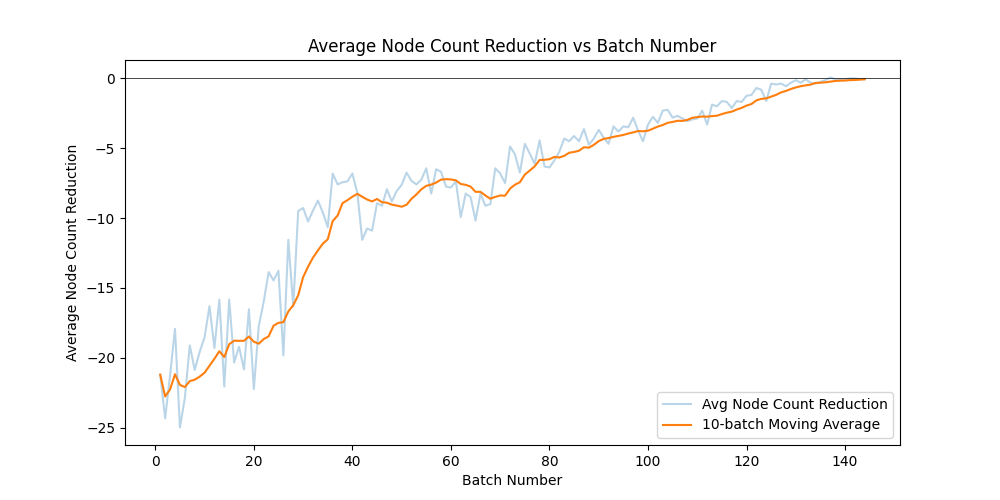 Average Node Count Reduction vs Batch Number
Average Node Count Reduction
0
−5
−10
−15
−20
−25
0 20 40 60 80 100 120 140
Batch Number
Avg Node Count Reduction
10-batch Moving Average